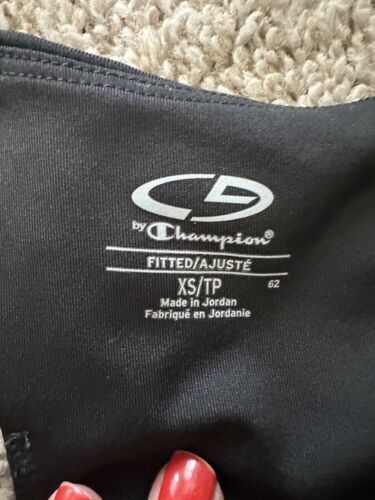 C9
by Champion®
FITTED/AJUSTÉ
XS/TP
62
Made in Jordan
Fabriqué en Jordanie